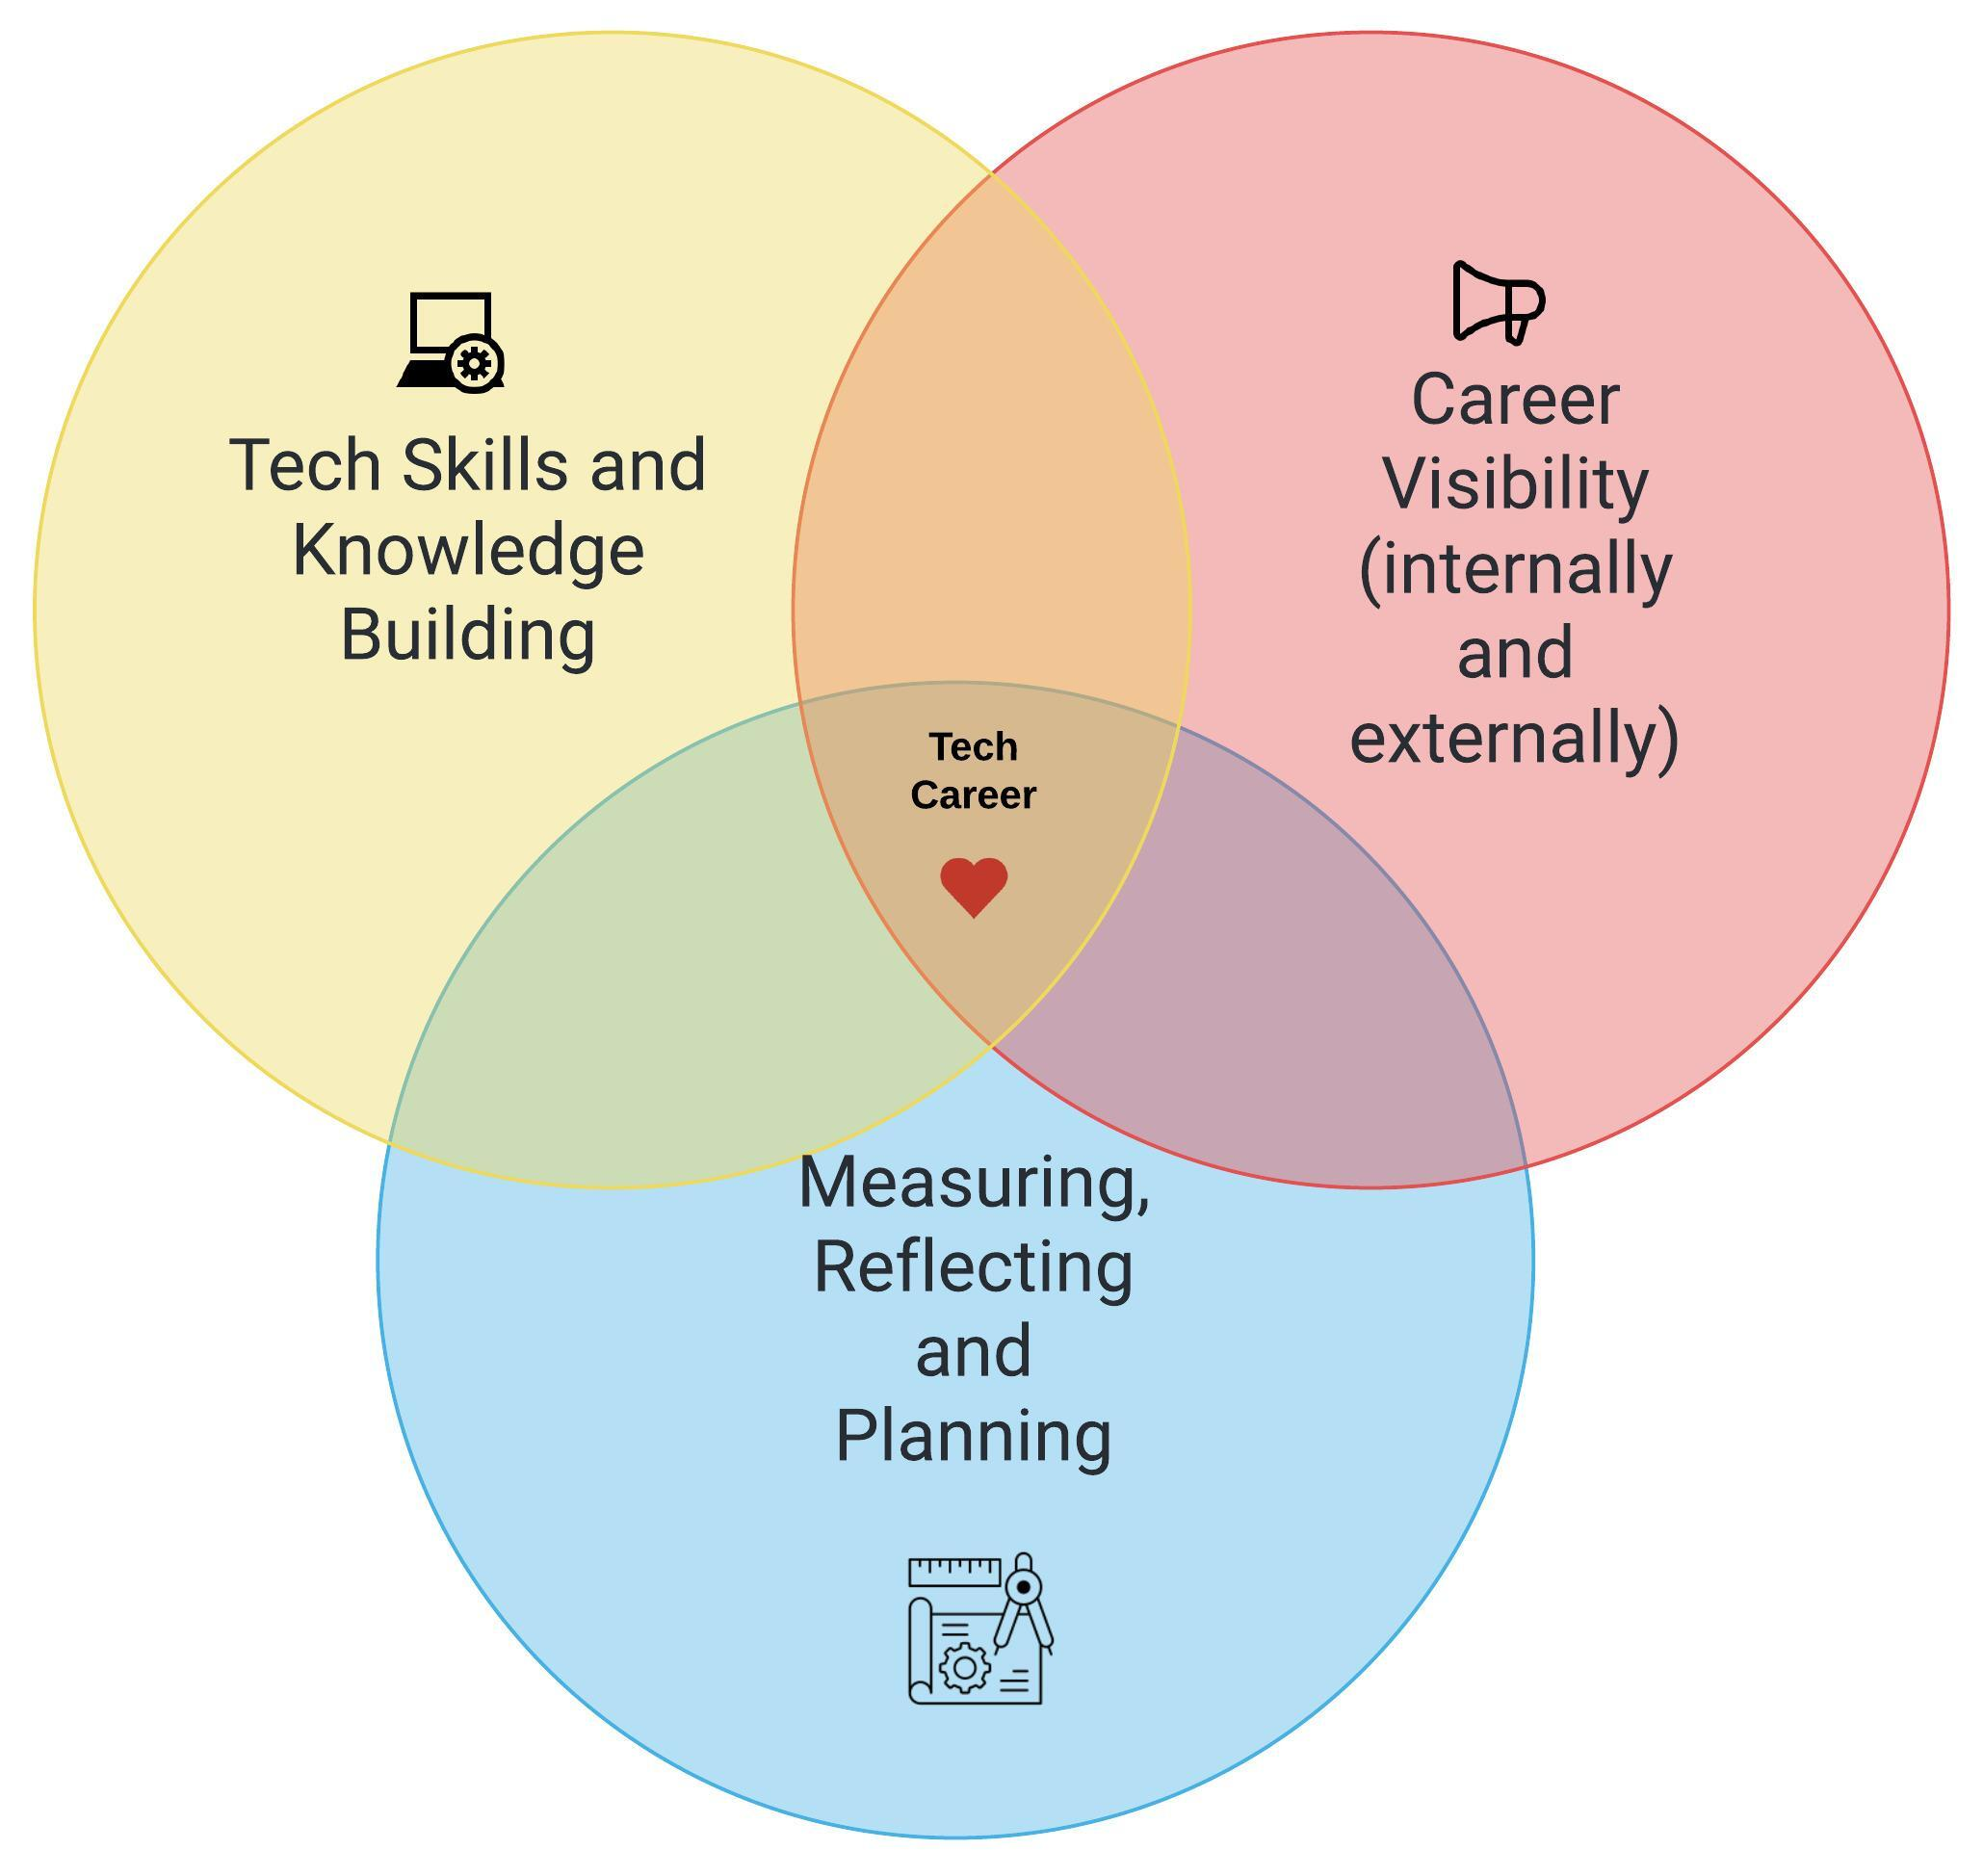 Tech Skills and
Knowledge
Building
Career
Visibility
(internally
and
externally)
Tech
Career
Measuring,
Reflecting
and
Planning